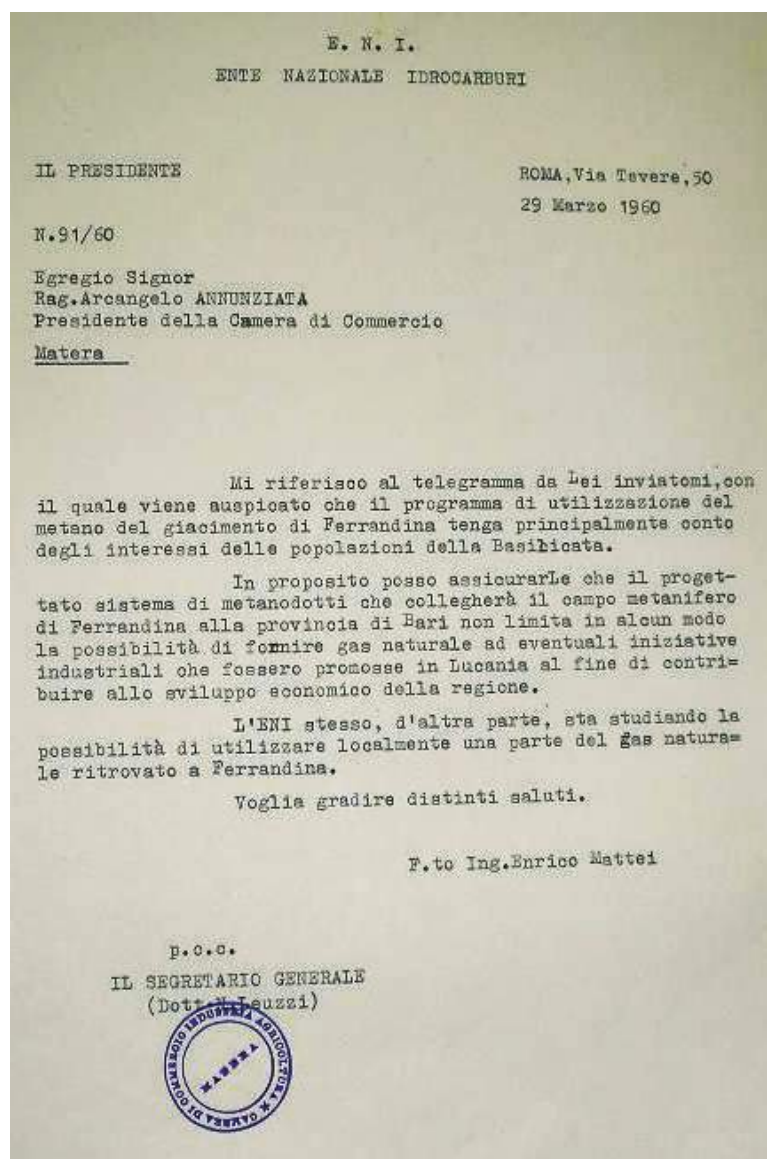 E. N. I.
ENTE NAZIONALE IDROCARBURI
IL PRESIDENTE
ROMA,Via Tevere,50
29 Marzo 1960
N.91/60
Egregio Signor
Rag.Arcangelo ANNUNZIATA
Presidente della Camera di Commercio
Matera
Mi riferisco al telegramma da Lei inviatomi,con
il quale viene auspicato che il programma di utilizzazione del
metano del giacimento di Ferrandina tenga principalmente conto
degli interessi delle popolazioni della Basilicata.
In proposito posso assicurarLe che il proget-
tato sistema di metanodotti che collegherà il campo metanifero
di Ferrandina alla provincia di Bari non limita in alcun modo
la possibilità di fornire gas naturale ad eventuali iniziative
industriali che fossero promosse in Lucania al fine di contri=
buire allo sviluppo economico della regione.
L'ENI stesso, d'altra parte, sta studiando la
possibilità di utilizzare localmente una parte del gas natura=
le ritrovato a Ferrandina.
Voglia gradire distinti saluti.
F.to Ing.Enrico Mattei
p.c.c.
IL SEGRETARIO GENERALE
(Dott.N.Leuzzi)
CAMERA DI COMMERCIO INDUSTRIA AGRICOLTURA
MATERA